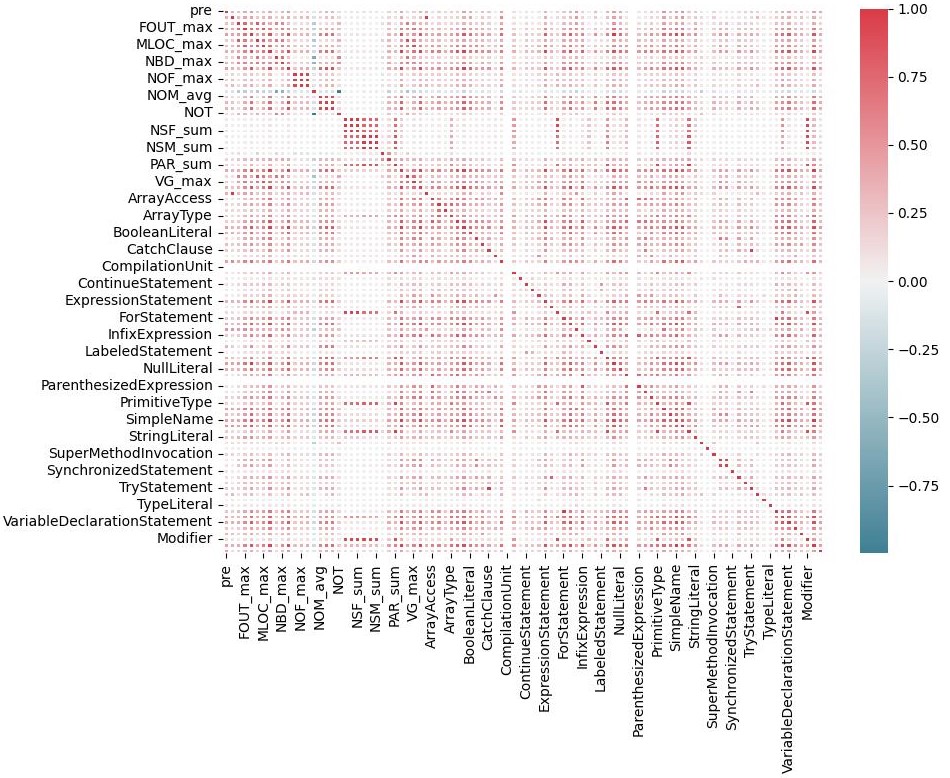 pre
FOUT_max
MLOC_max
NBD_max
NOF_max
NOM_avg
NOT
NSF_sum
NSM_sum
PAR_sum
VG_max
ArrayAccess
ArrayType
BooleanLiteral
CatchClause
CompilationUnit
ContinueStatement
ExpressionStatement
ForStatement
InfixExpression
LabeledStatement
NullLiteral
ParenthesizedExpression
PrimitiveType
SimpleName
StringLiteral
SuperMethodInvocation
SynchronizedStatement
TryStatement
TypeLiteral
VariableDeclarationStatement
Modifier
pre
FOUT_max
MLOC_max
NBD_max
NOF_max
NOM_avg
NOT
NSF_sum
NSM_sum
PAR_sum
VG_max
ArrayAccess
ArrayType
BooleanLiteral
CatchClause
CompilationUnit
ContinueStatement
ExpressionStatement
ForStatement
InfixExpression
LabeledStatement
NullLiteral
ParenthesizedExpression
PrimitiveType
SimpleName
StringLiteral
SuperMethodInvocation
SynchronizedStatement
TryStatement
TypeLiteral
VariableDeclarationStatement
Modifier
1.00
0.75
0.50
0.25
0.00
−0.25
−0.50
−0.75